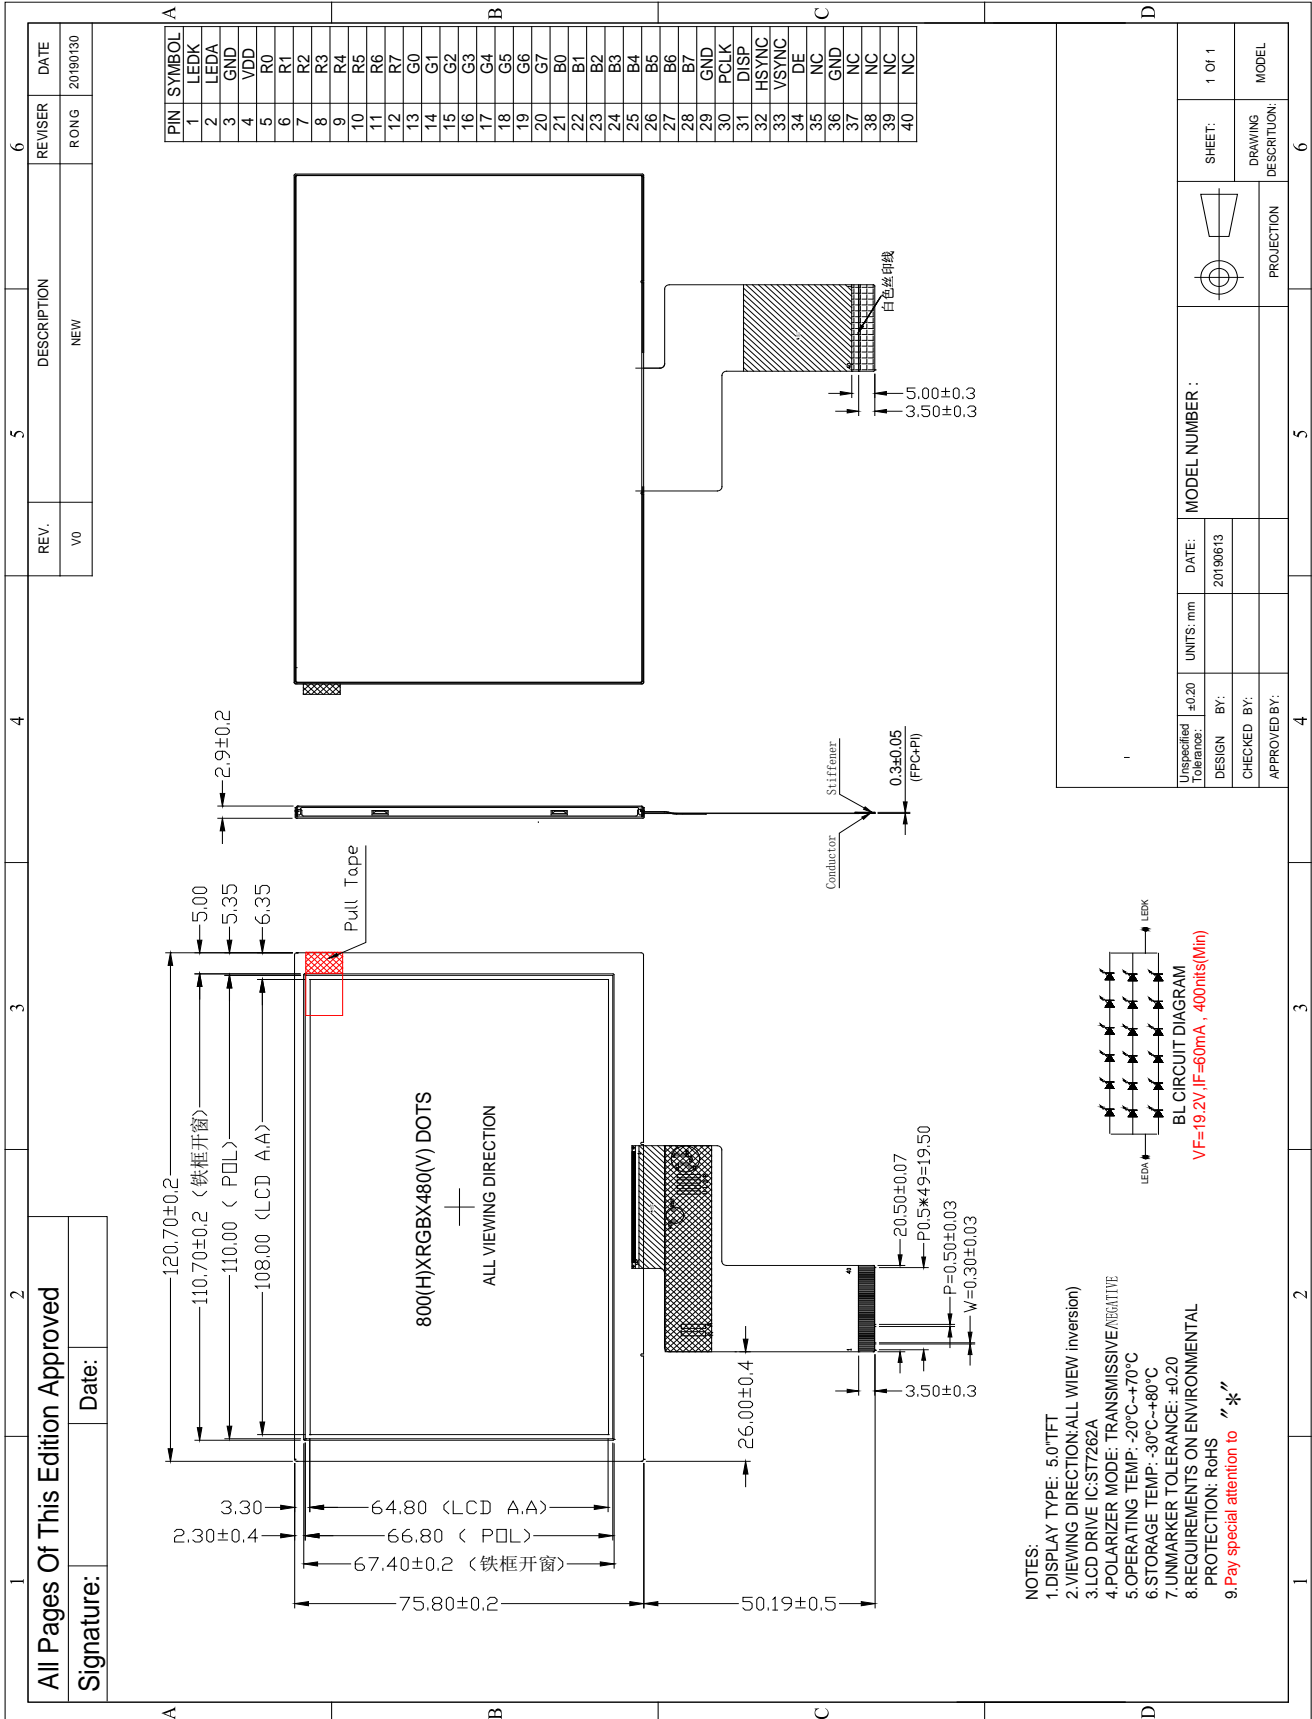 All Pages Of This Edition Approved
Signature:
Date:
REV.
DESCRIPTION
REVISER
DATE
V0
NEW
RONG
20190130
1
2
3
4
5
6
A
B
C
D
120.70±0.2
110.70±0.2 (铁框开窗)
110.00 ( POL)
108.00 (LCD A.A)
5.00
5.35
6.35
Pull Tape
3.30
2.30±0.4
64.80 (LCD A.A)
66.80 ( POL)
67.40±0.2 (铁框开窗)
75.80±0.2
50.19±0.5
800(H)XRGBX480(V) DOTS
ALL VIEWING DIRECTION
26.00±0.4
1
40
3.50±0.3
20.50±0.07
P0.5*49=19.50
P=0.50±0.03
W=0.30±0.03
2.9±0.2
Conductor
Stiffener
0.3±0.05
(FPC+PI)
5.00±0.3
3.50±0.3
白色丝印线
PIN SYMBOL
1 LEDK
2 LEDA
3 GND
4 VDD
5 R0
6 R1
7 R2
8 R3
9 R4
10 R5
11 R6
12 R7
13 G0
14 G1
15 G2
16 G3
17 G4
18 G5
19 G6
20 G7
21 B0
22 B1
23 B2
24 B3
25 B4
26 B5
27 B6
28 B7
29 GND
30 PCLK
31 DISP
32 HSYNC
33 VSYNC
34 DE
35 NC
36 GND
37 NC
38 NC
39 NC
40 NC
NOTES:
1.DISPLAY TYPE: 5.0"TFT
2.VIEWING DIRECTION:ALL WIEW inversion)
3.LCD DRIVE IC:ST7262A
4.POLARIZER MODE: TRANSMISSIVE/NEGATIVE
5.OPERATING TEMP: -20°C~+70°C
6.STORAGE TEMP: -30°C~+80°C
7.UNMARKER TOLERANCE: ±0.20
8.REQUIREMENTS ON ENVIRONMENTAL
PROTECTION: RoHS
9.Pay special attention to "*"
LEDA
LEDK
BL CIRCUIT DIAGRAM
VF=19.2V,IF=60mA , 400nits(Min)
Unspecified Tolerance:
±0.20
UNITS: mm
DATE:
MODEL NUMBER :
DESIGN BY:
20190613
CHECKED BY:
APPROVED BY:
PROJECTION
SHEET:
1 Of 1
DRAWING DESCRITUON:
MODEL
1
2
3
4
5
6
A
B
C
D